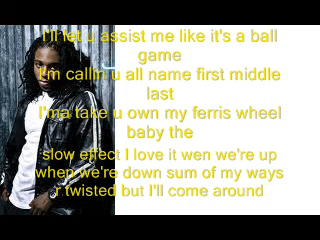 I'll let u assist me like it's a ball
game
I'm callin u all name first middle
last
I'ma take u own my ferris wheel
baby the
slow effect I love it wen we're up
when we're down sum of my ways
r twisted but I'll come around